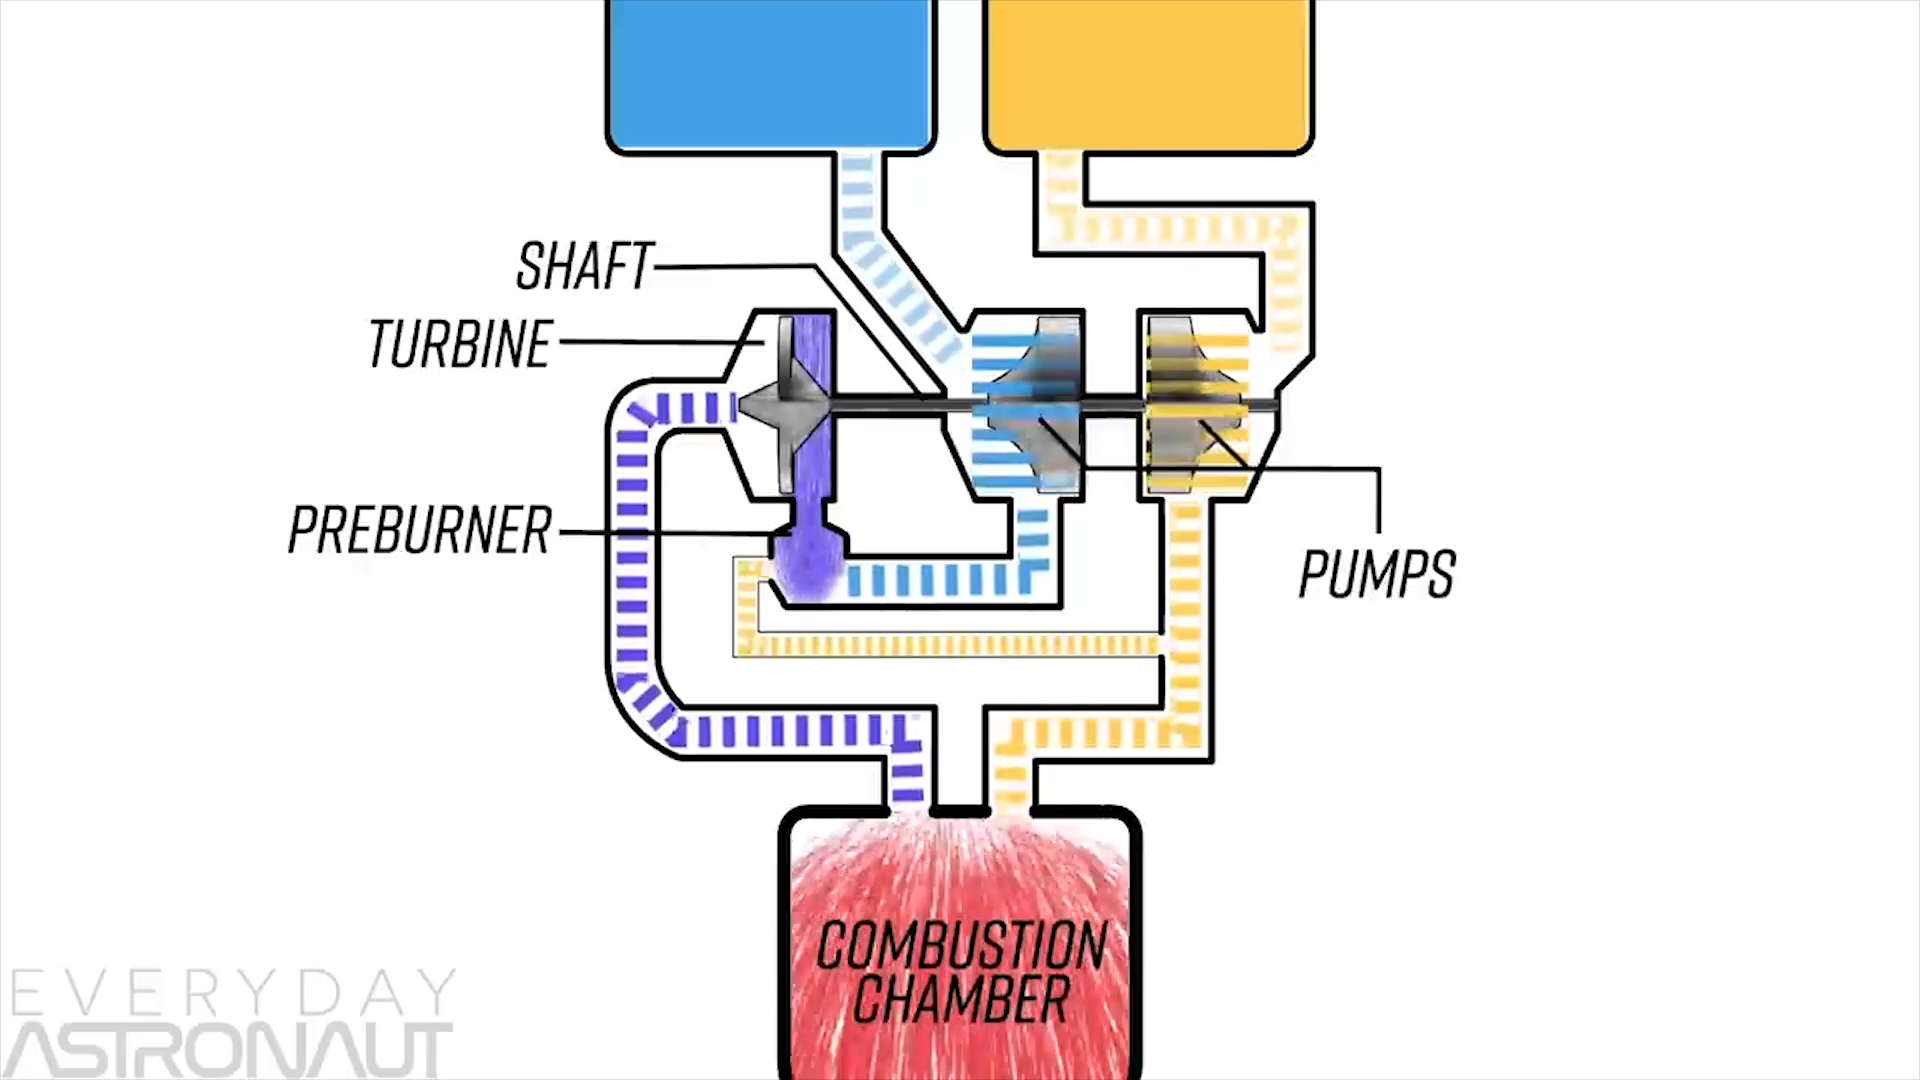 SHAFT
TURBINE
PREBURNER
PUMPS
COMBUSTION
CHAMBER
EVERYDAY
ASTRONAUT